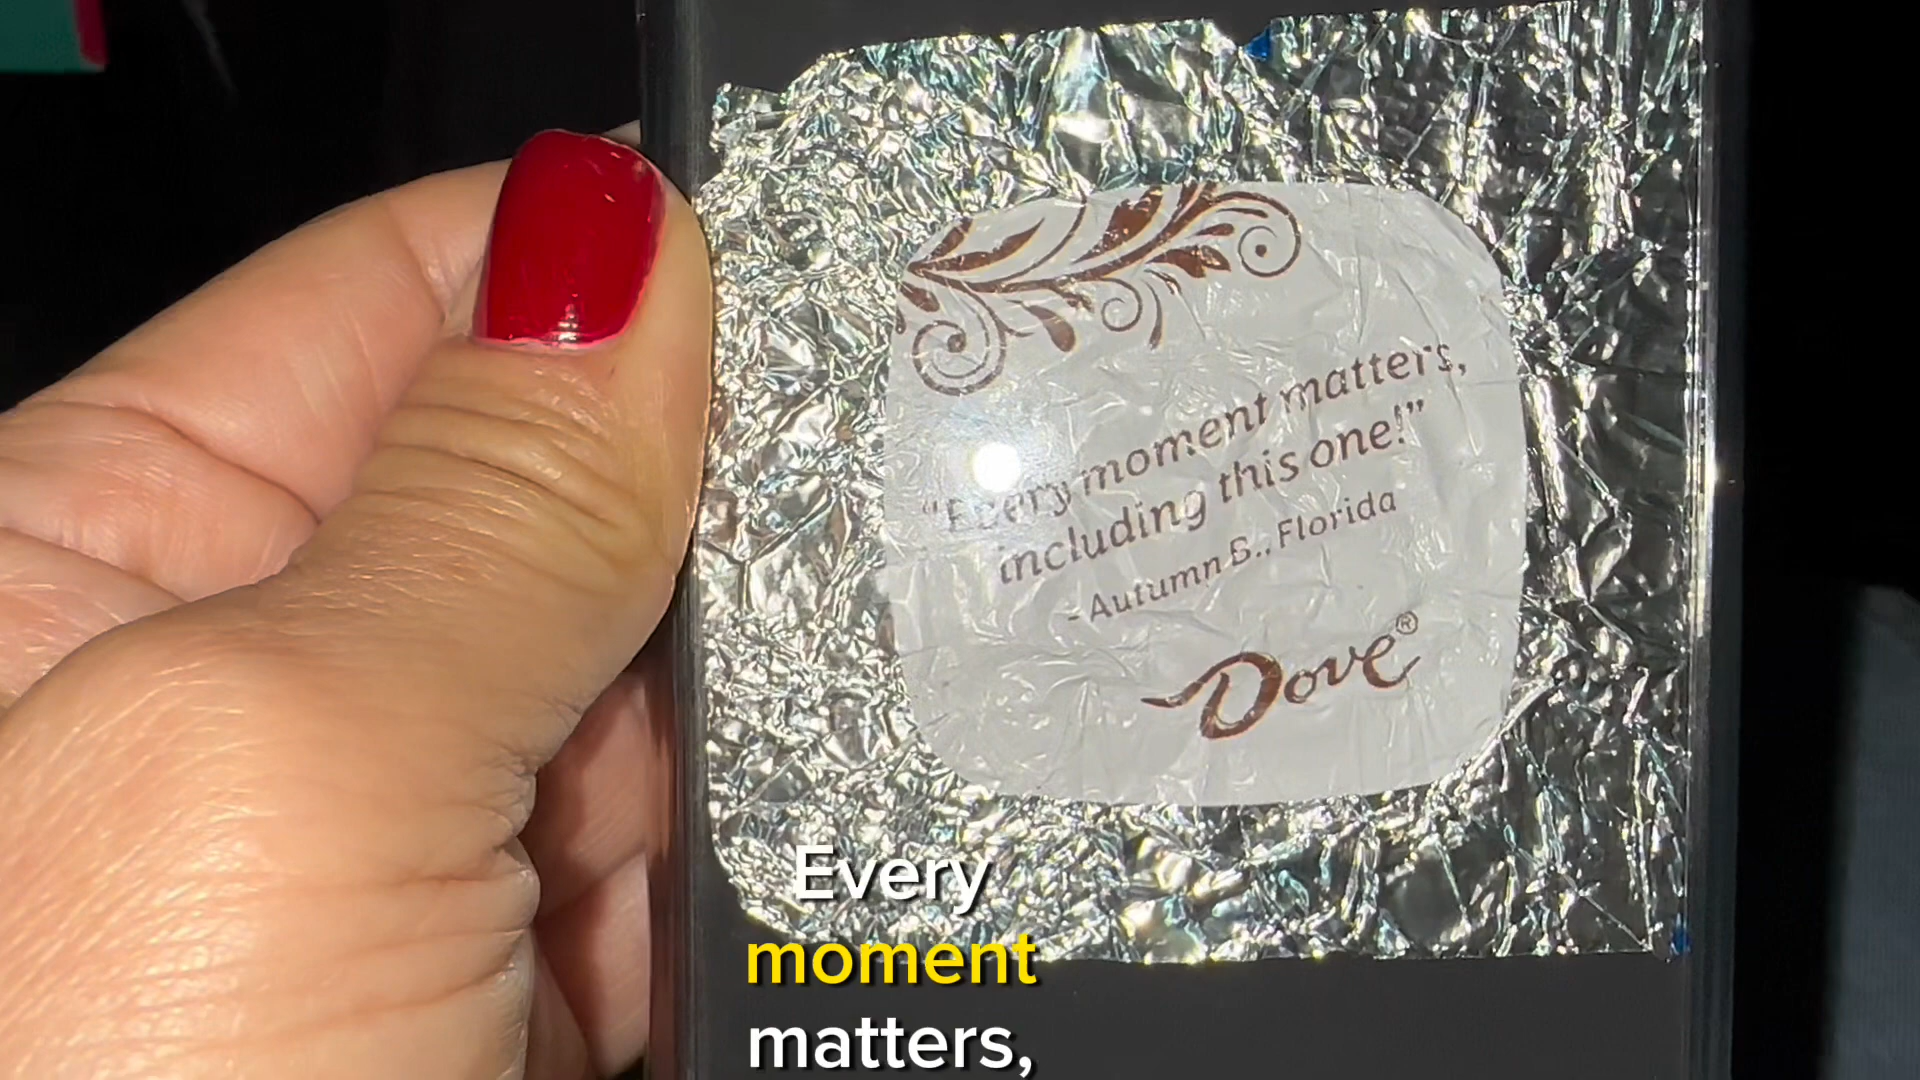 “Every moment matters,
including this one!”
- Autumn B., Florida
Dove®
Every
moment
matters,